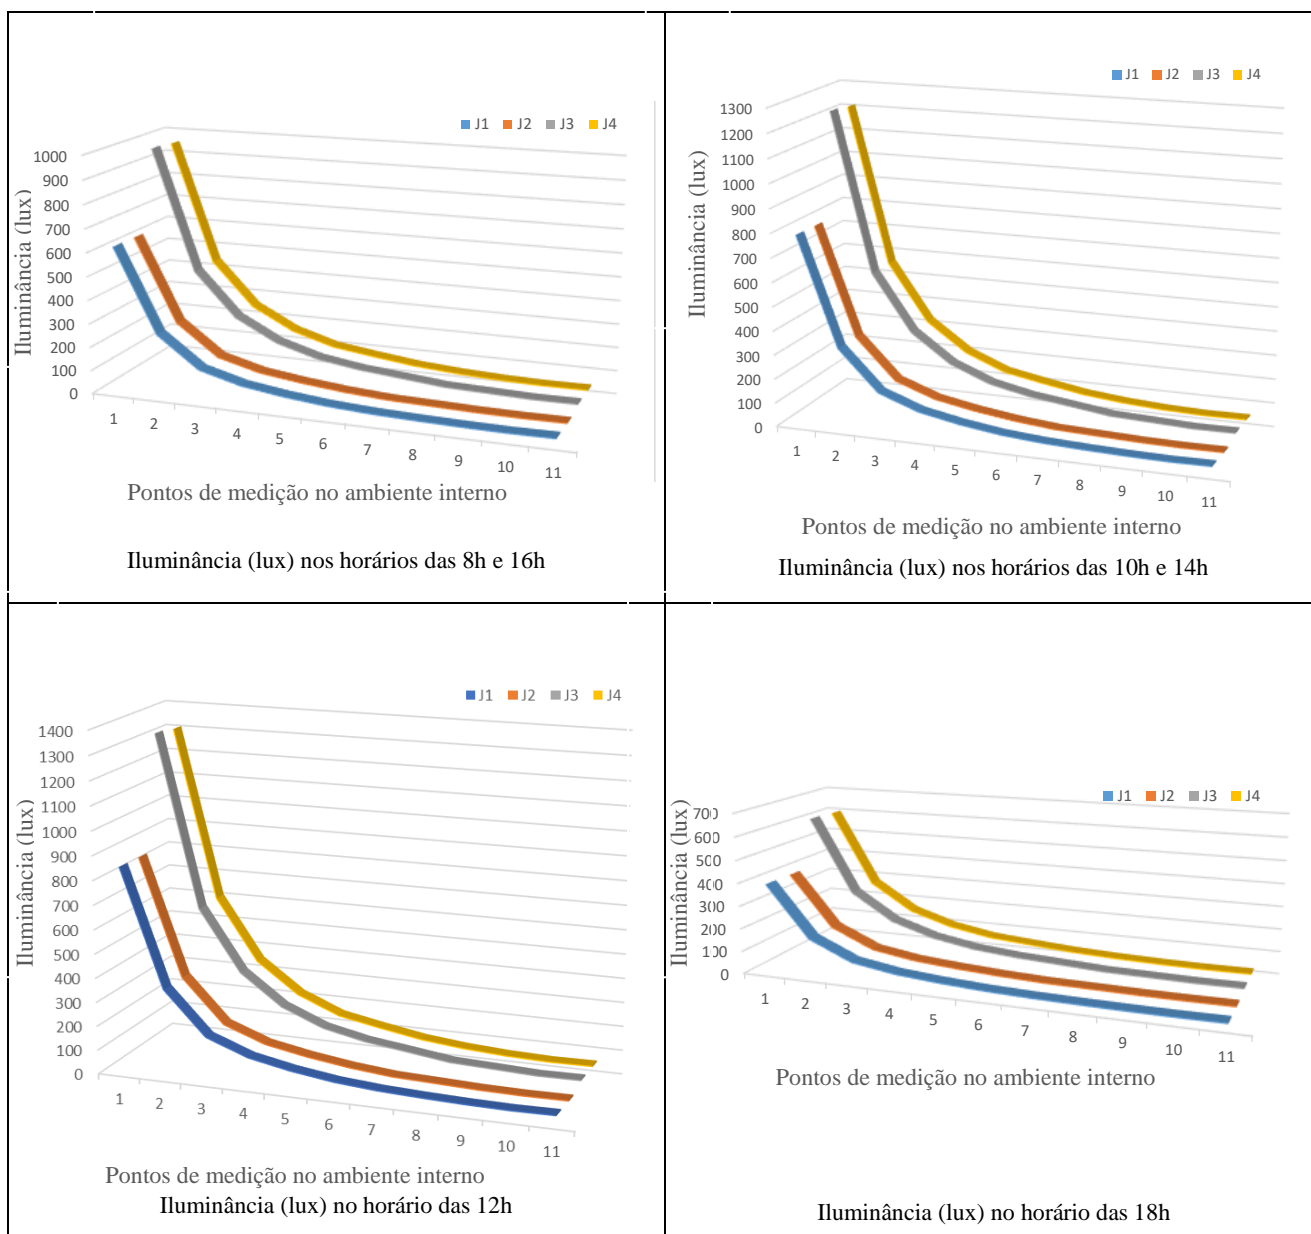 J1 J2 J3 J4
1000
900
800
700
600
500
400
300
200
100
0
Iluminância (lux)
1 2 3 4 5 6 7 8 9 10 11
Pontos de medição no ambiente interno
Iluminância (lux) nos horários das 8h e 16h
J1 J2 J3 J4
1300
1200
1100
1000
900
800
700
600
500
400
300
200
100
0
Iluminância (lux)
1 2 3 4 5 6 7 8 9 10 11
Pontos de medição no ambiente interno
Iluminância (lux) nos horários das 10h e 14h
J1 J2 J3 J4
1400
1300
1200
1100
1000
900
800
700
600
500
400
300
200
100
0
Iluminância (lux)
1 2 3 4 5 6 7 8 9 10 11
Pontos de medição no ambiente interno
Iluminância (lux) no horário das 12h
J1 J2 J3 J4
700
600
500
400
300
200
100
0
Iluminância (lux)
1 2 3 4 5 6 7 8 9 10 11
Pontos de medição no ambiente interno
Iluminância (lux) no horário das 18h